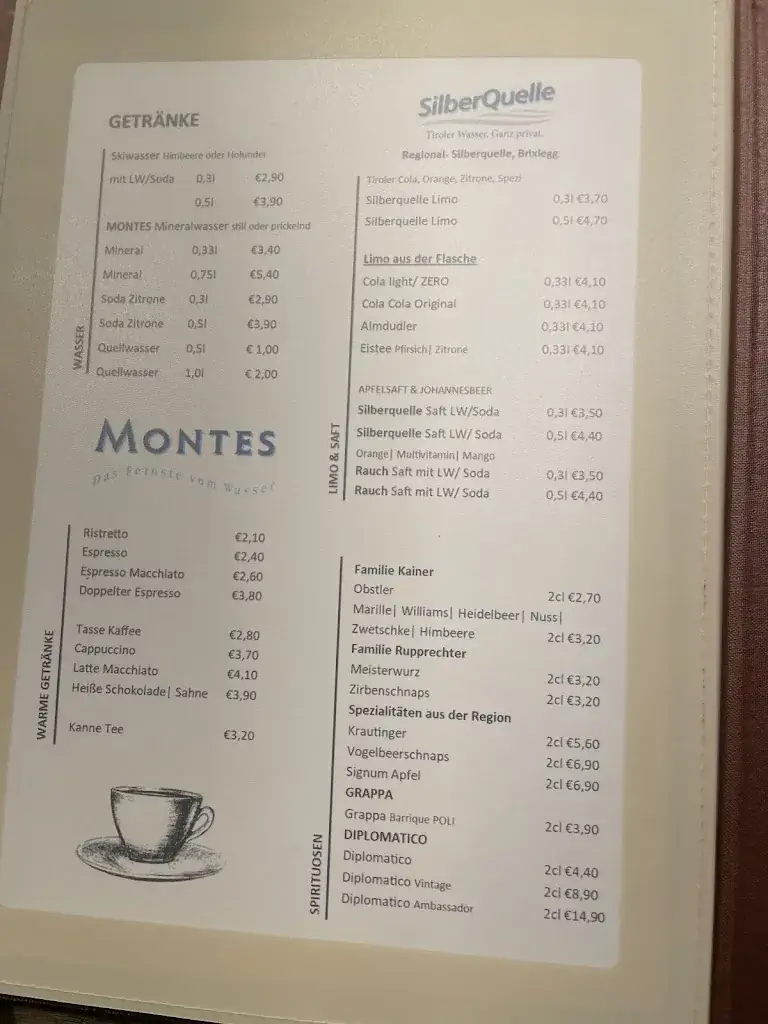 GETRÄNKE
Skiwasser Himbeere oder Holunder
mit LW/Soda 0,3l €2,90
0,5l €3,90
MONTES Mineralwasser still oder prickelnd
Mineral 0,33l €3,40
Mineral 0,75l €5,40
Soda Zitrone 0,3l €2,90
Soda Zitrone 0,5l €3,90
Quellwasser 0,5l € 1,00
Quellwasser 1,0l € 2,00
WASSER
MONTES
Das Feinste vom Wasser
Ristretto €2,10
Espresso €2,40
Espresso Macchiato €2,60
Doppelter Espresso €3,80
Tasse Kaffee €2,80
Cappuccino €3,70
Latte Macchiato €4,10
Heiße Schokolade| Sahne €3,90
Kanne Tee €3,20
WARME GETRÄNKE
SilberQuelle
Tiroler Wasser. Ganz privat.
Regional- Silberquelle, Brixlegg
Tiroler Cola, Orange, Zitrone, Spezi
Silberquelle Limo 0,3l €3,70
Silberquelle Limo 0,5l €4,70
Limo aus der Flasche
Cola light/ ZERO 0,33l €4,10
Cola Cola Original 0,33l €4,10
Almdudler 0,33l €4,10
Eistee Pfirsich| Zitrone 0,33l €4,10
APFELSAFT & JOHANNESBEER
Silberquelle Saft LW/Soda 0,3l €3,50
Silberquelle Saft LW/ Soda 0,5l €4,40
Orange| Multivitamin| Mango
Rauch Saft mit LW/ Soda 0,3l €3,50
Rauch Saft mit LW/ Soda 0,5l €4,40
LIMO & SAFT
Familie Kainer
Obstler 2cl €2,70
Marille| Williams| Heidelbeer| Nuss|
Zwetschke| Himbeere 2cl €3,20
Familie Rupprechter
Meisterwurz 2cl €3,20
Zirbenschnaps 2cl €3,20
Spezialitäten aus der Region
Krautinger 2cl €5,60
Vogelbeerschnaps 2cl €6,90
Signum Apfel 2cl €6,90
GRAPPA
Grappa Barrique POLI 2cl €3,90
DIPLOMATICO
Diplomatico 2cl €4,40
Diplomatico Vintage 2cl €8,90
Diplomatico Ambassador 2cl €14,90
SPIRITUOSEN